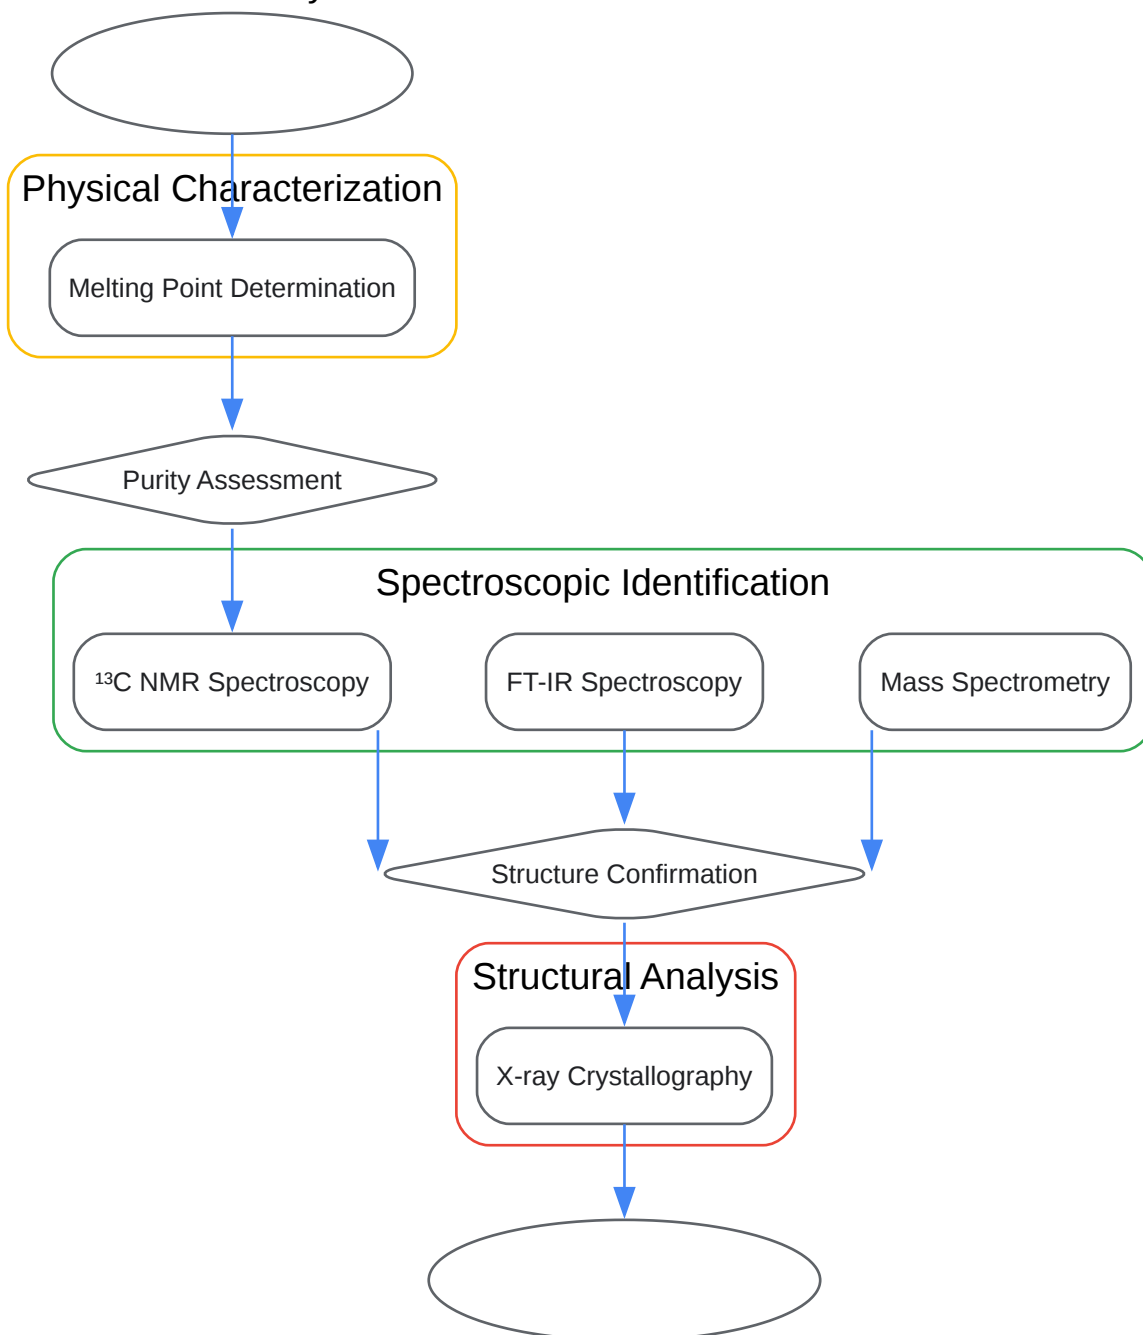 Physical Characterization
Melting Point Determination
Purity Assessment
Spectroscopic Identification
¹³C NMR Spectroscopy
FT-IR Spectroscopy
Mass Spectrometry
Structure Confirmation
Structural Analysis
X-ray Crystallography